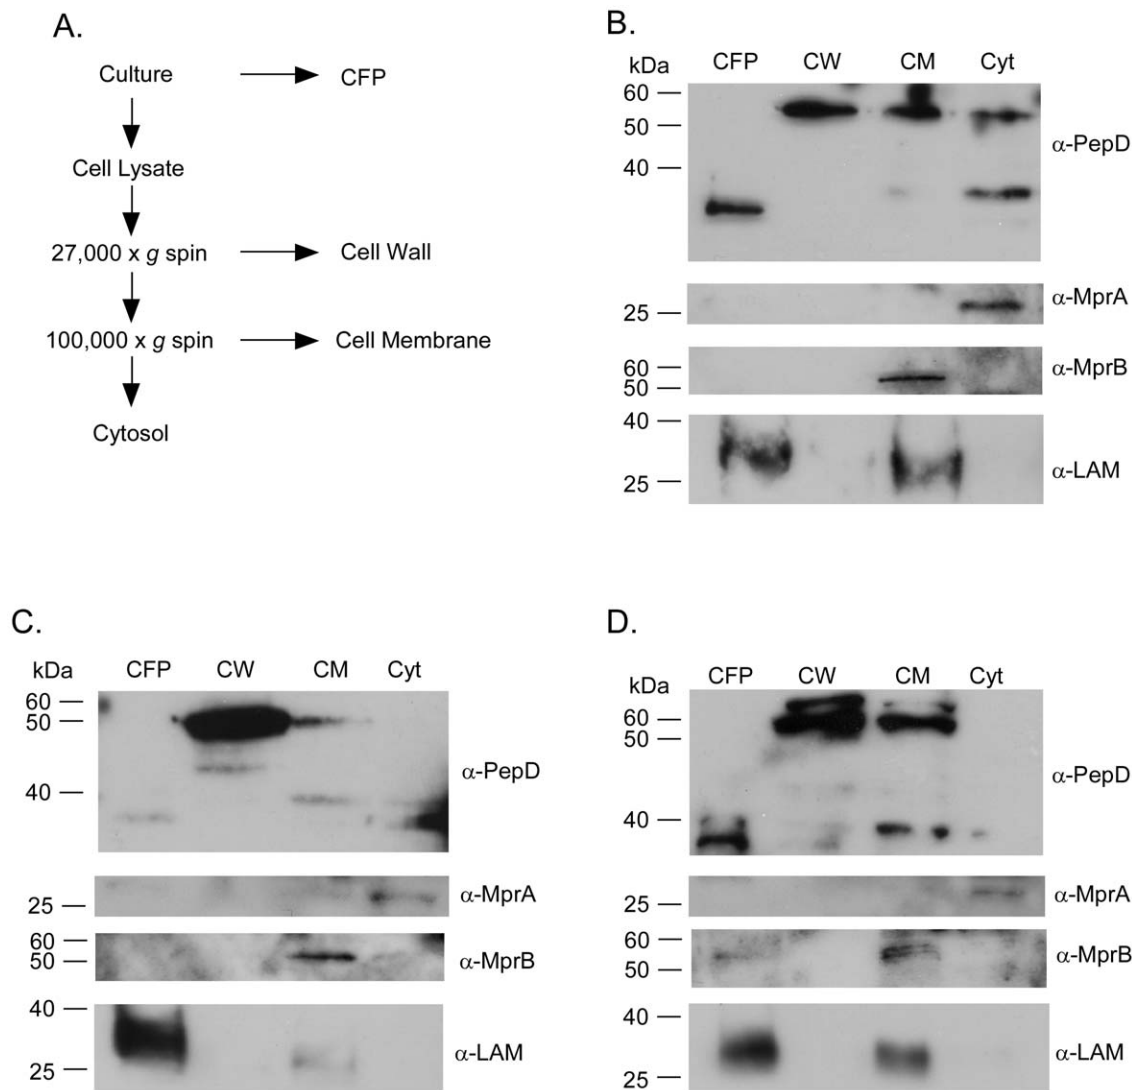 A.
Culture CFP
Cell Lysate
27,000 x g spin Cell Wall
100,000 x g spin Cell Membrane
Cytosol
B.
kDa CFP CW CM Cyt
60
50
40
α-PepD
25
α-MprA
60
50
α-MprB
40
25
α-LAM
C.
kDa CFP CW CM Cyt
60
50
40
α-PepD
25
α-MprA
60
50
α-MprB
40
25
α-LAM
D.
kDa CFP CW CM Cyt
60
50
40
α-PepD
25
α-MprA
60
50
α-MprB
40
25
α-LAM